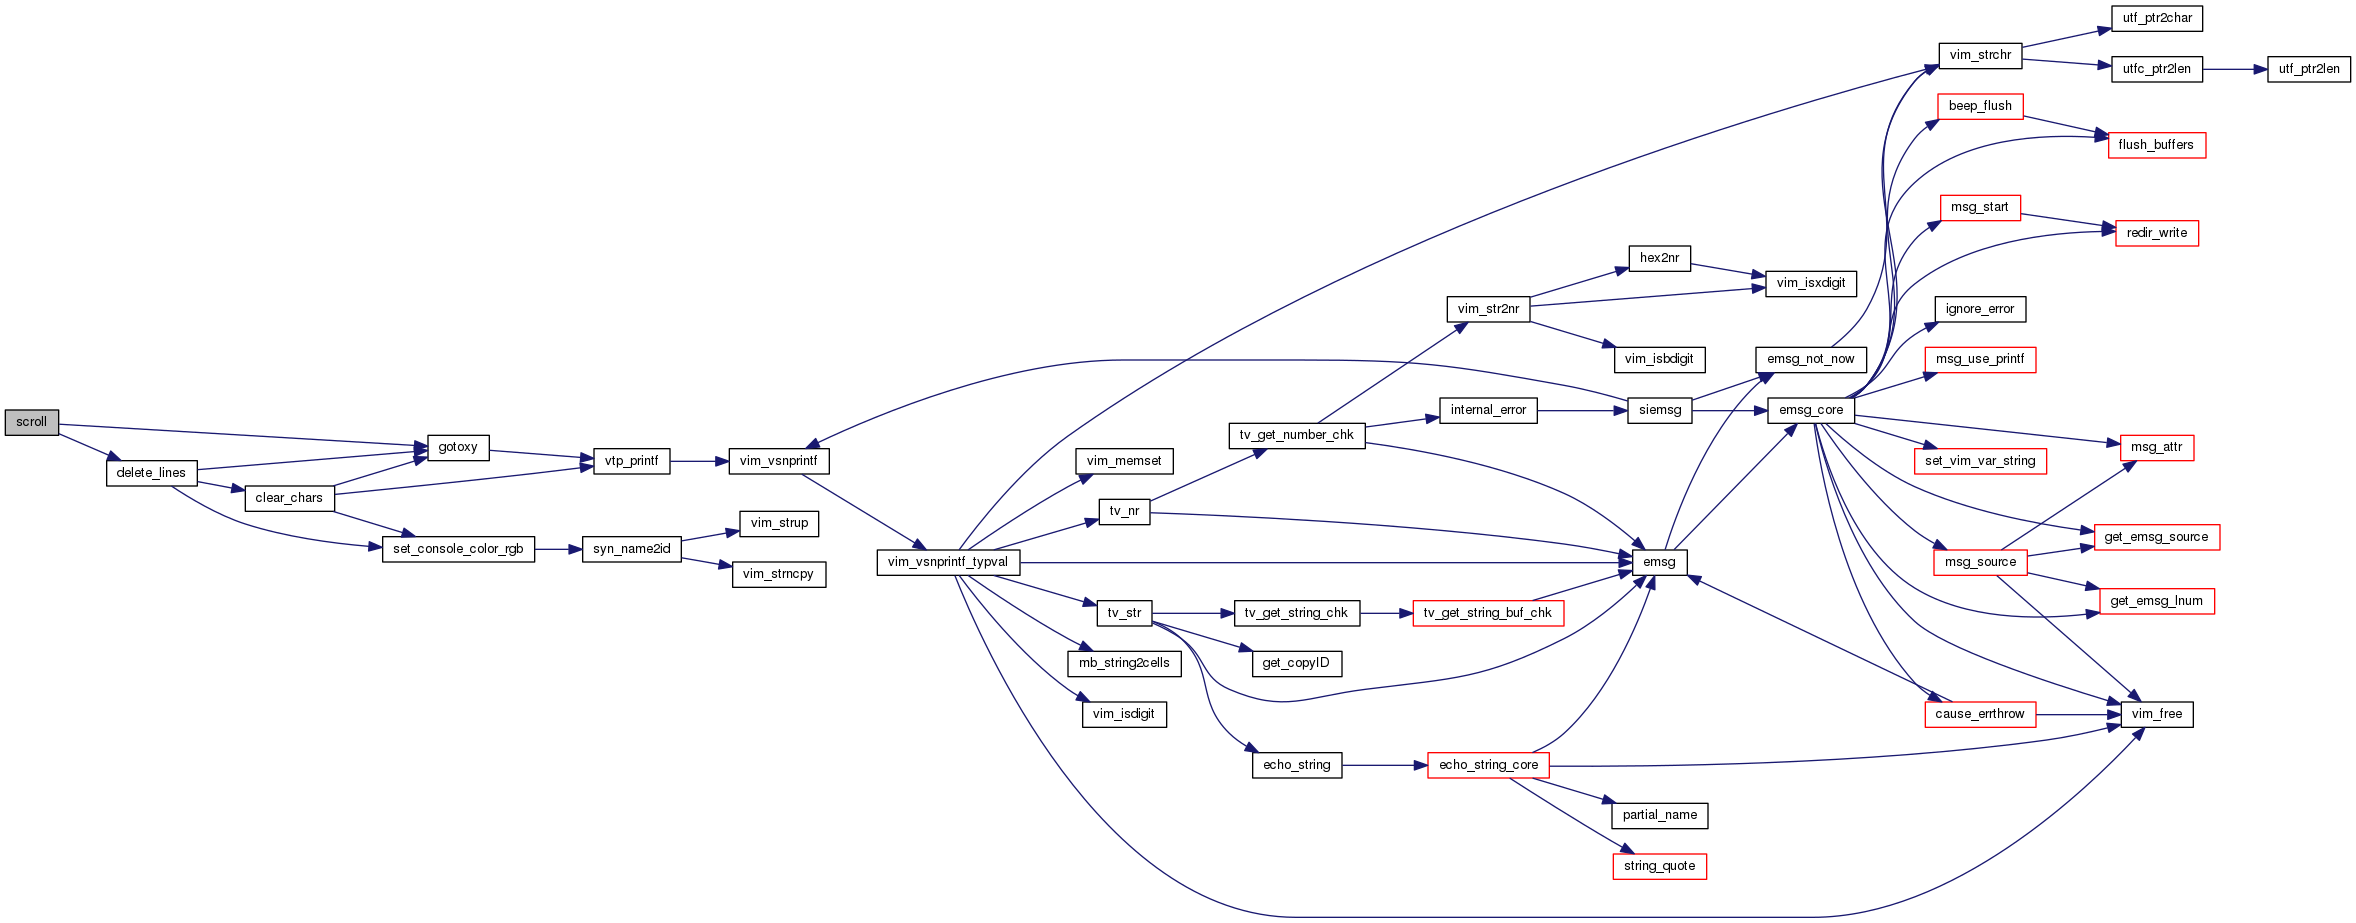 scroll
delete_lines
clear_chars
gotoxy
set_console_color_rgb
vtp_printf
syn_name2id
vim_vsnprintf
vim_strup
vim_strncpy
vim_vsnprintf_typval
vim_memset
tv_nr
tv_str
mb_string2cells
vim_isdigit
tv_get_number_chk
tv_get_string_chk
get_copyID
echo_string
vim_str2nr
internal_error
tv_get_string_buf_chk
echo_string_core
hex2nr
vim_isbdigit
siemsg
emsg
partial_name
string_quote
vim_isxdigit
emsg_not_now
emsg_core
vim_strchr
beep_flush
msg_start
ignore_error
msg_use_printf
set_vim_var_string
msg_source
cause_errthrow
utf_ptr2char
utfc_ptr2len
flush_buffers
redir_write
msg_attr
get_emsg_source
get_emsg_lnum
vim_free
utf_ptr2len